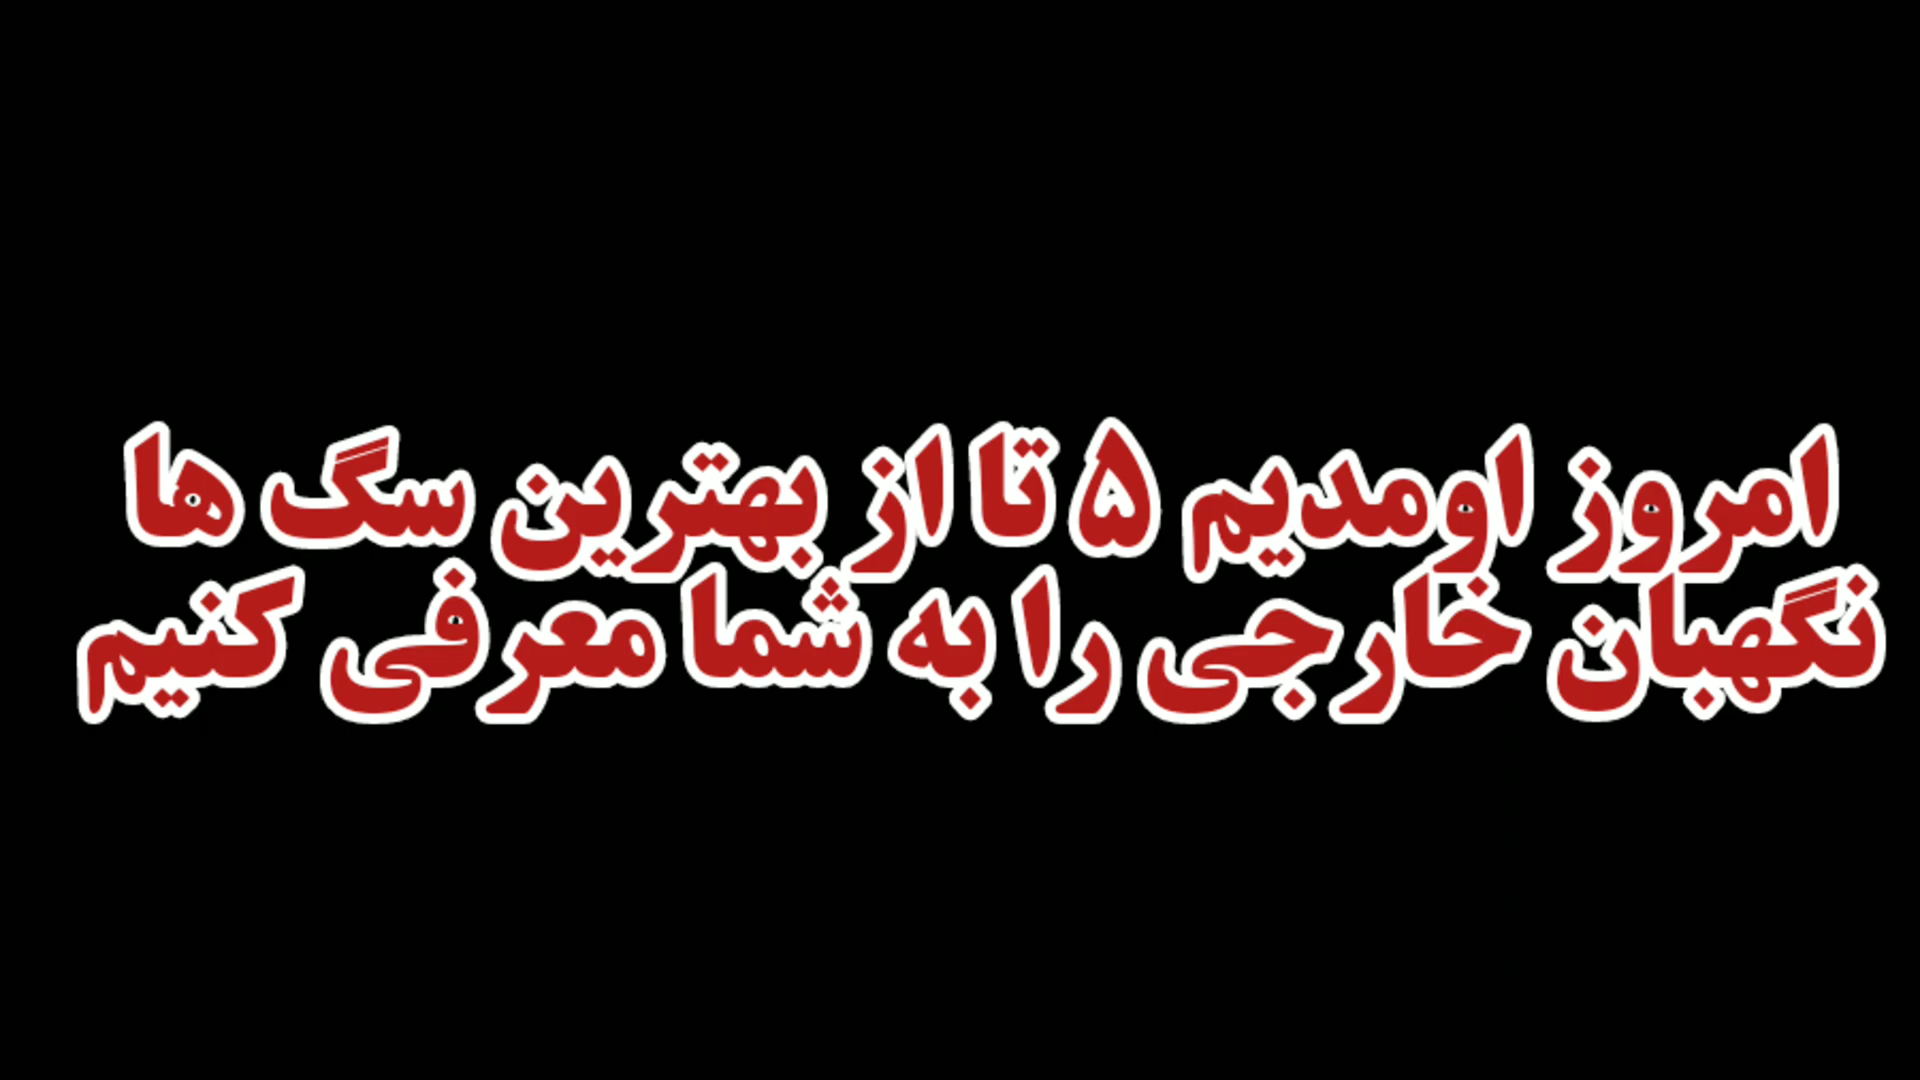 امروز اومدیم ۵ تا از بهترین سگ ها
نگهبان خارجی را به شما معرفی کنیم